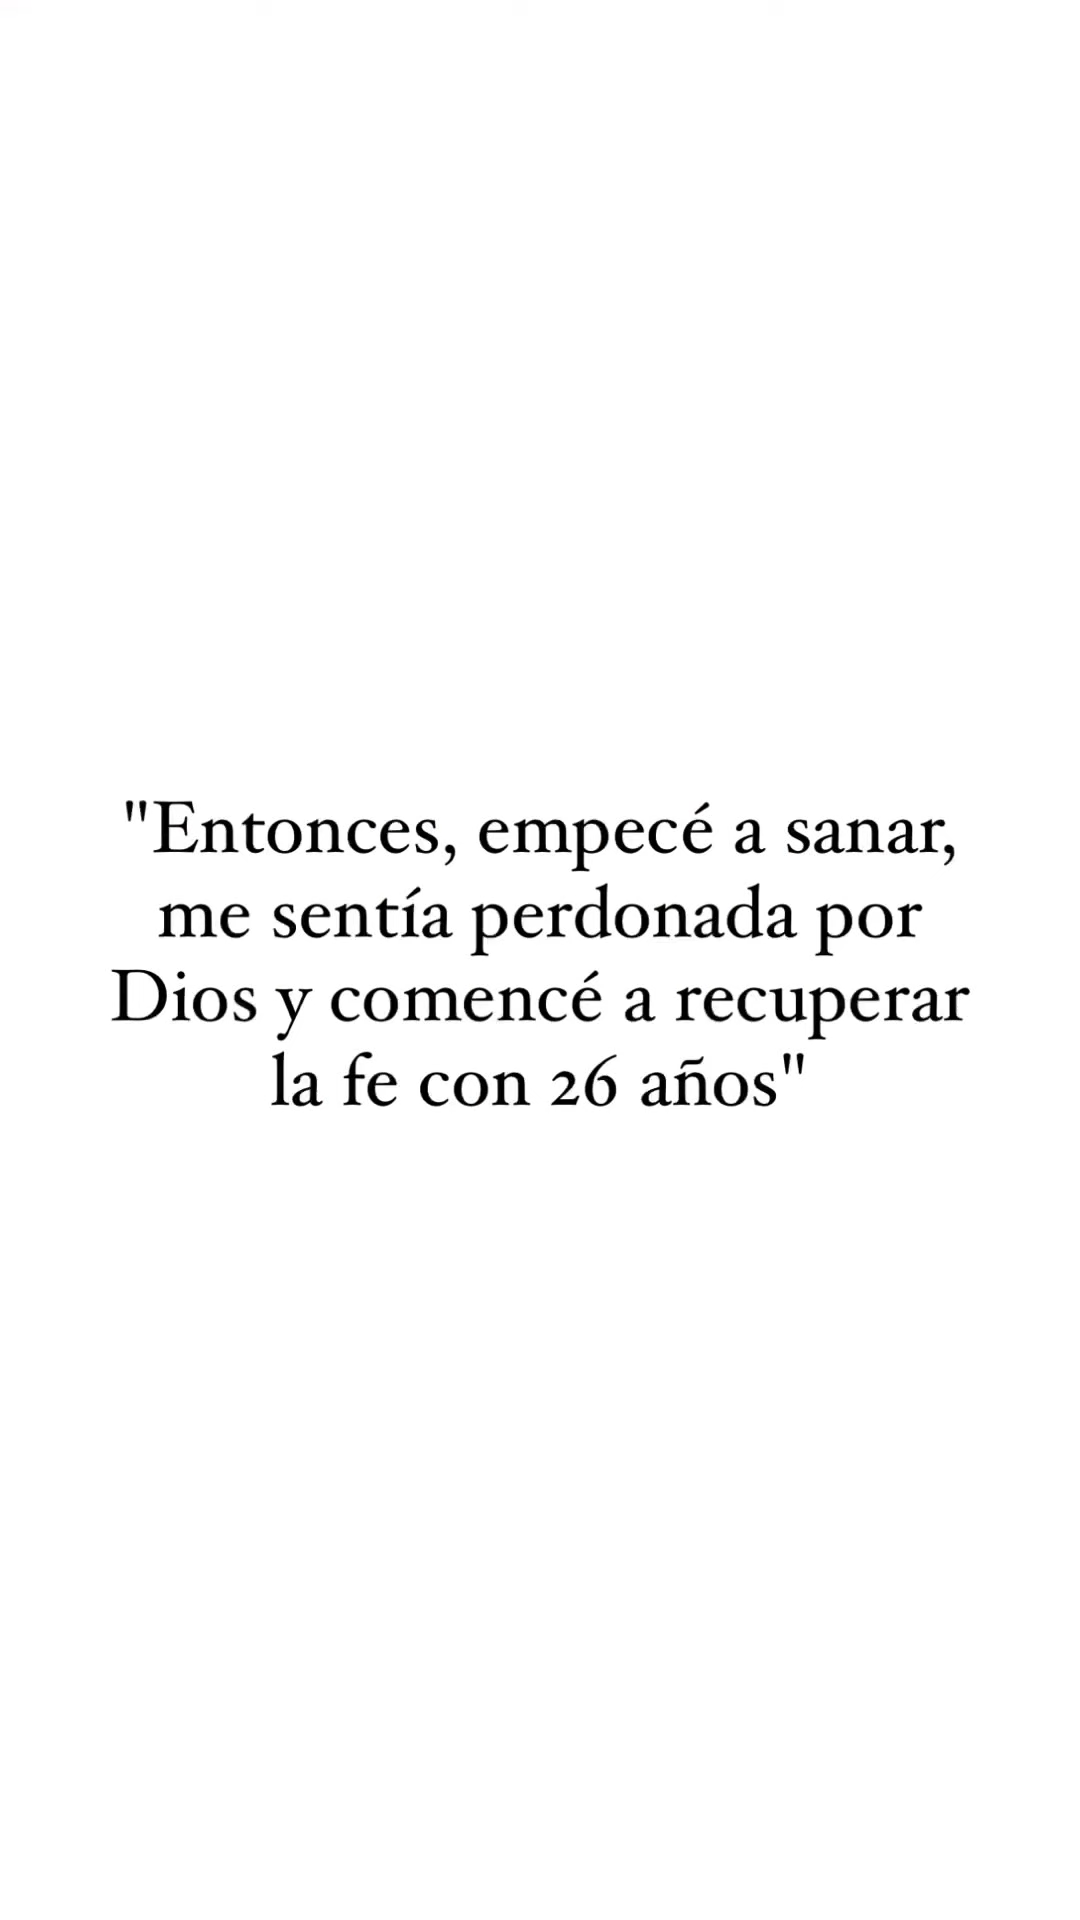 "Entonces, empecé a sanar,
me sentía perdonada por
Dios y comencé a recuperar
la fe con 26 años"